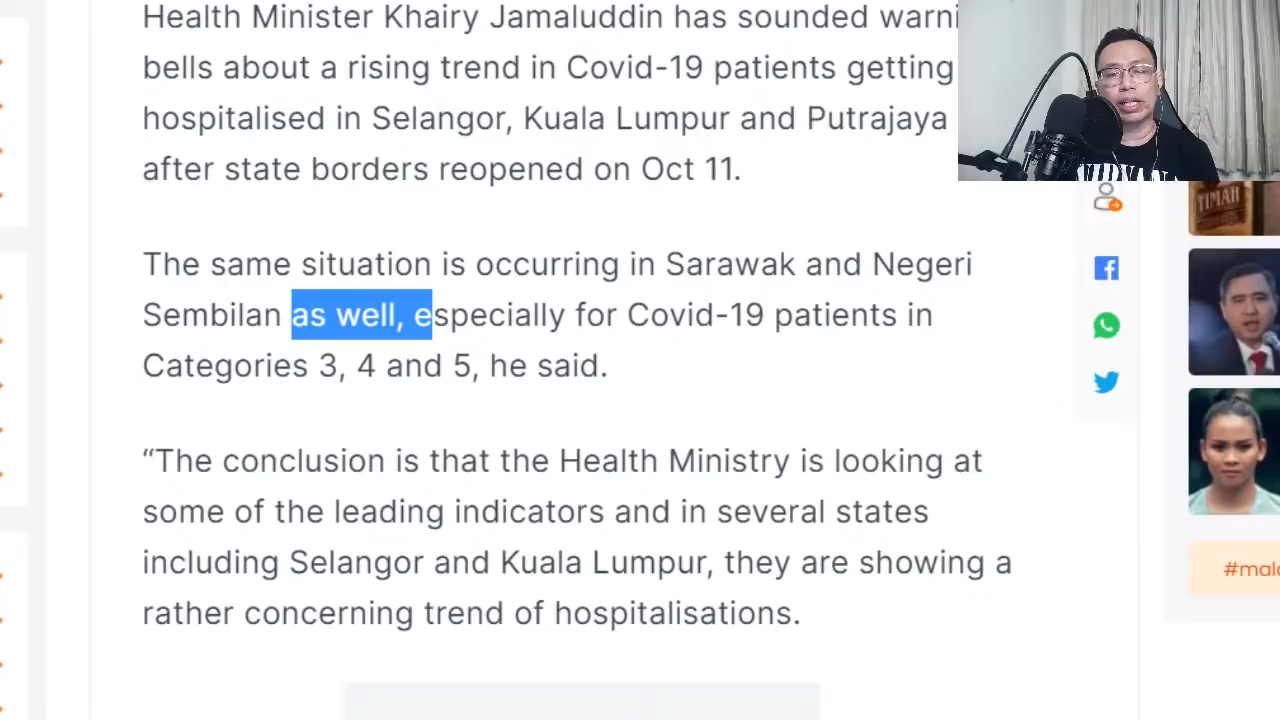 Health Minister Khairy Jamaluddin has sounded
bells about a rising trend in Covid-19 patients getting
hospitalised in Selangor, Kuala Lumpur and Putrajaya
after state borders reopened on Oct 11.
The same situation is occurring in Sarawak and Negeri
Sembilan as well, especially for Covid-19 patients in
Categories 3, 4 and 5, he said.
“The conclusion is that the Health Ministry is looking at
some of the leading indicators and in several states
including Selangor and Kuala Lumpur, they are showing a
rather concerning trend of hospitalisations.
NIRVANA
TIMAH